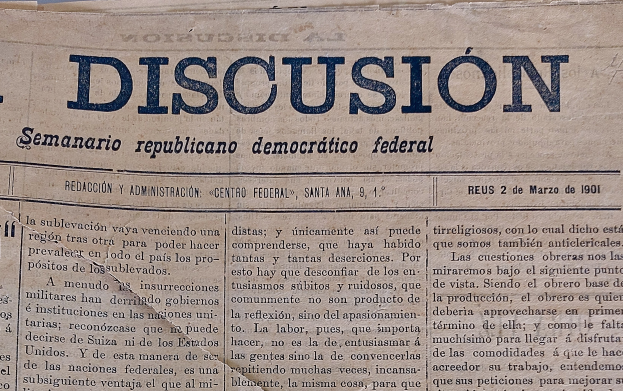 DISCUSIÓN
Semanario republicano democrático federal
REDACCIÓN Y ADMINISTRACIÓN: «CENTRO FEDERAL», SANTA ANA, 9, 1.º
REUS 2 de Marzo de 1901
la sublevación vaya venciendo una
región tras otra para poder hacer
prevalecer en todo el país los pro-
pósitos de los sublevados.
A menudo las insurrecciones
militares han derribado gobiernos
é instituciones en las naciones uni-
tarias; reconózcase que no puede
decirse de Suiza ni de los Estados
Unidos. Y de esta manera de ser
de las naciones federales, es una
subsiguiente ventaja el que al mi-
distas; y únicamente así puede
comprenderse, que haya habido
tantas y tantas deserciones. Por
esto hay que desconfiar de los en-
tusiasmos súbitos y ruidosos, que
comunmente no son producto de
la reflexión, sino del apasionamiento.
La labor, pues, que importa
hacer, no es la de entusiasmar á
las gentes sino la de convencerlas
repitiendo muchas veces, incansa-
blemente, la misma cosa, para que
tirreligiosos, con lo cual dicho está
que somos también anticlericales.
Las cuestiones obreras nos las
miraremos bajo el siguiente punto
de vista. Siendo el obrero base de
la producción, el obrero es quien
debería aprovecharse en primer
término de ella; y como le falta
muchísimo para llegar á disfrutar
de las comodidades á que le hace
acreedor su trabajo, entendemos
que sus peticiones para mejorar su